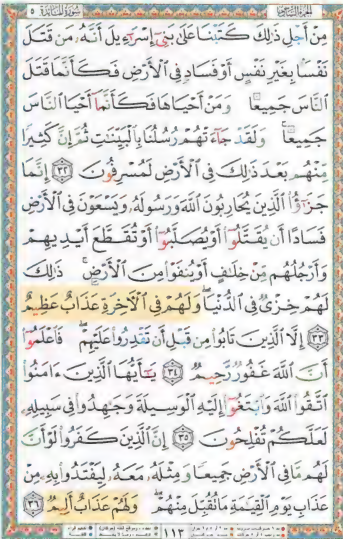 الجزء السادس سورة المائدة ٥
مِنْ أَجْلِ ذَٰلِكَ كَتَبْنَا عَلَىٰ بَنِىٓ إِسْرَٰٓءِيلَ أَنَّهُۥ مَن قَتَلَ
نَفْسًۢا بِغَيْرِ نَفْسٍ أَوْ فَسَادٍ فِى ٱلْأَرْضِ فَكَأَنَّمَا قَتَلَ
ٱلنَّاسَ جَمِيعًا وَمَنْ أَحْيَاهَا فَكَأَنَّمَآ أَحْيَا ٱلنَّاسَ
جَمِيعًا ۚ وَلَقَدْ جَآءَتْهُمْ رُسُلُنَا بِٱلْبَيِّنَٰتِ ثُمَّ إِنَّ كَثِيرًا
مِّنْهُم بَعْدَ ذَٰلِكَ فِى ٱلْأَرْضِ لَمُسْرِفُونَ ٣٢ إِنَّمَا
جَزَٰٓؤُا۟ ٱلَّذِينَ يُحَارِبُونَ ٱللَّهَ وَرَسُولَهُۥ وَيَسْعَوْنَ فِى ٱلْأَرْضِ
فَسَادًا أَن يُقَتَّلُوٓا۟ أَوْ يُصَلَّبُوٓا۟ أَوْ تُقَطَّعَ أَيْدِيهِمْ
وَأَرْجُلُهُم مِّنْ خِلَٰفٍ أَوْ يُنفَوْا۟ مِنَ ٱلْأَرْضِ ۚ ذَٰلِكَ
لَهُمْ خِزْىٌ فِى ٱلدُّنْيَا ۖ وَلَهُمْ فِى ٱلْءَاخِرَةِ عَذَابٌ عَظِيمٌ
٣٣ إِلَّا ٱلَّذِينَ تَابُوا۟ مِن قَبْلِ أَن تَقْدِرُوا۟ عَلَيْهِمْ ۖ فَٱعْلَمُوٓا۟
أَنَّ ٱللَّهَ غَفُورٌ رَّحِيمٌ ٣٤ يَٰٓأَيُّهَا ٱلَّذِينَ ءَامَنُوا۟
ٱتَّقُوا۟ ٱللَّهَ وَٱبْتَغُوٓا۟ إِلَيْهِ ٱلْوَسِيلَةَ وَجَٰهِدُوا۟ فِى سَبِيلِهِۦ
لَعَلَّكُمْ تُفْلِحُونَ ٣٥ إِنَّ ٱلَّذِينَ كَفَرُوا۟ لَوْ أَنَّ
لَهُم مَّا فِى ٱلْأَرْضِ جَمِيعًا وَمِثْلَهُۥ مَعَهُۥ لِيَفْتَدُوا۟ بِهِۦ مِنْ
عَذَابِ يَوْمِ ٱلْقِيَٰمَةِ مَا تُقُبِّلَ مِنْهُمْ ۖ وَلَهُمْ عَذَابٌ أَلِيمٌ ٣٦
١١٣